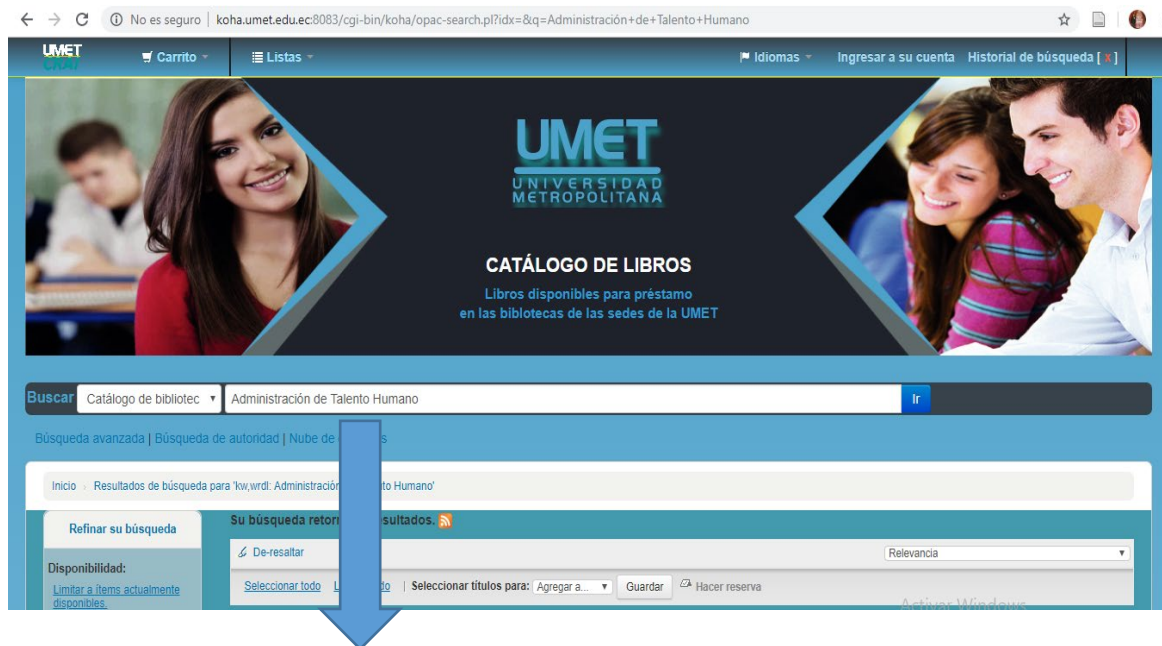 No es seguro | koha.umet.edu.ec:8083/cgi-bin/koha/opac-search.pl?idx=&q=Administración+de+Talento+Humano
UMET
CHAT
Carrito
Listas
Idiomas
Ingresar a su cuenta
Historial de búsqueda [ x ]
UMET
UNIVERSIDAD
METROPOLITANA
CATÁLOGO DE LIBROS
Libros disponibles para préstamo
en las biblotecas de las sedes de la UMET
Buscar
Catálogo de bibliotec
Administración de Talento Humano
Ir
Búsqueda avanzada | Búsqueda de autoridad | Nube de
Inicio › Resultados de búsqueda para 'kw,wrdl: Administración Humano'
Refinar su búsqueda
Su búsqueda
De-resaltar
Relevancia
Disponibilidad:
Limitar a ítems actualmente
disponibles.
Seleccionar todo
| Seleccionar títulos para:
Agregar a...
Guardar
Hacer reserva
Activar Windows